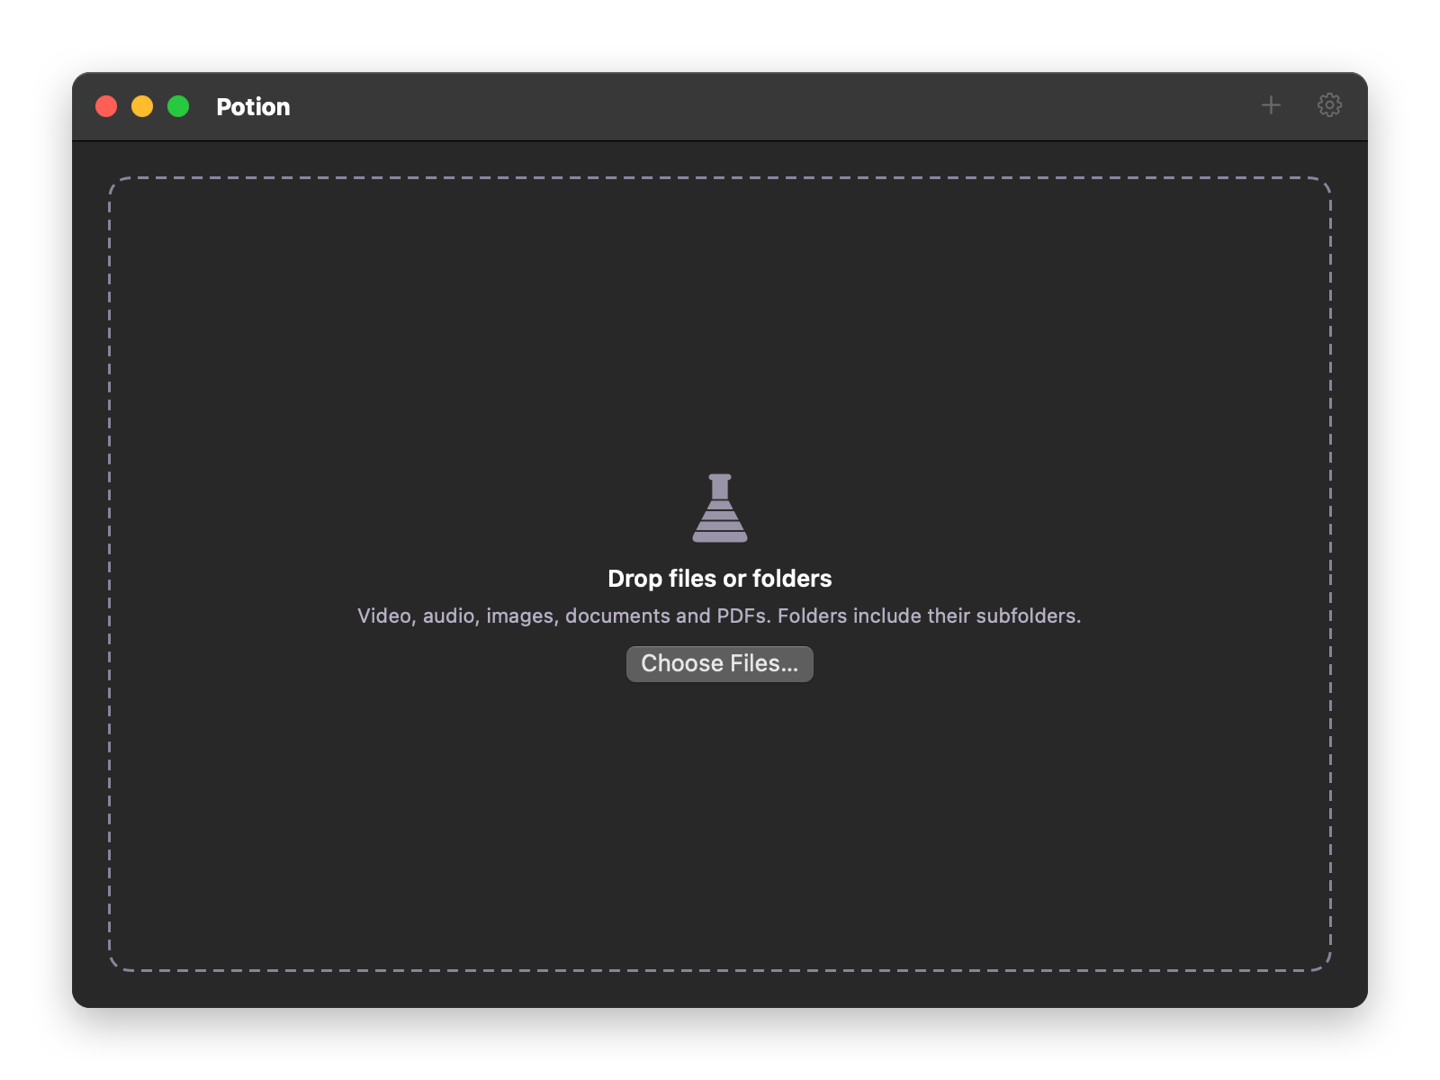 Potion
Drop files or folders
Video, audio, images, documents and PDFs. Folders include their subfolders.
Choose Files...